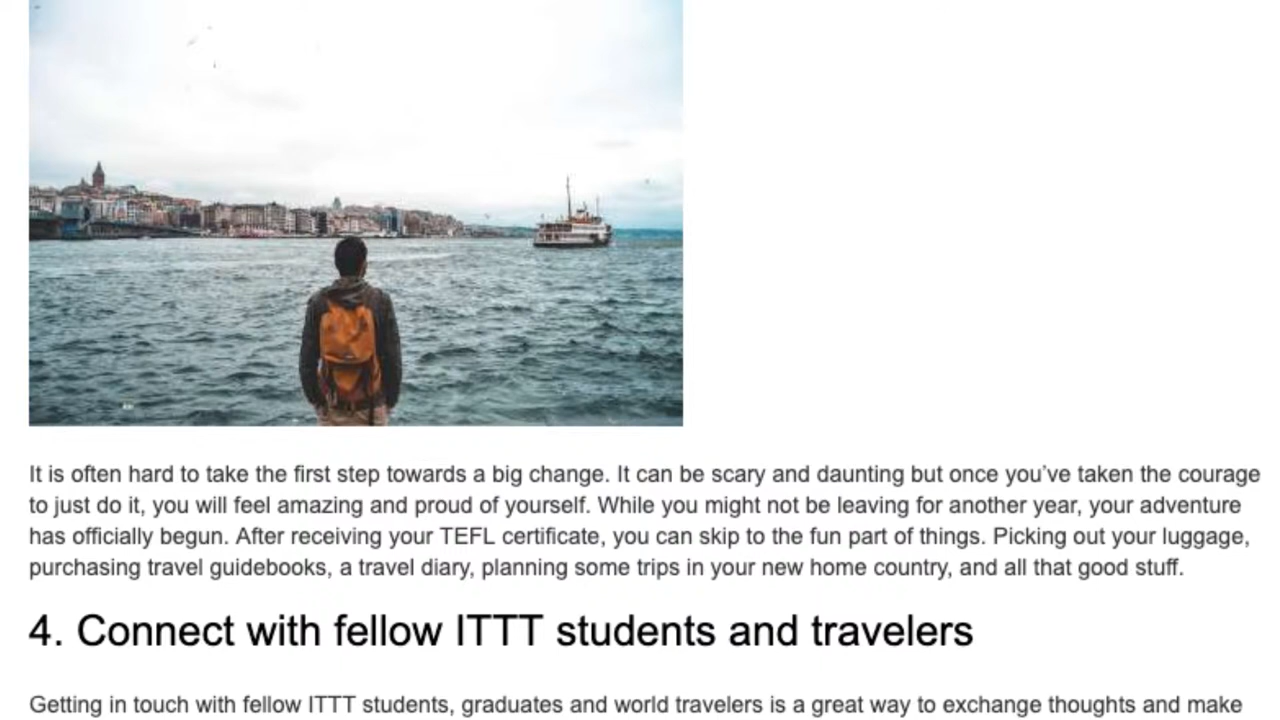 It is often hard to take the first step towards a big change. It can be scary and daunting but once you’ve taken the courage
to just do it, you will feel amazing and proud of yourself. While you might not be leaving for another year, your adventure
has officially begun. After receiving your TEFL certificate, you can skip to the fun part of things. Picking out your luggage,
purchasing travel guidebooks, a travel diary, planning some trips in your new home country, and all that good stuff.
4. Connect with fellow ITTT students and travelers
Getting in touch with fellow ITTT students, graduates and world travelers is a great way to exchange thoughts and make